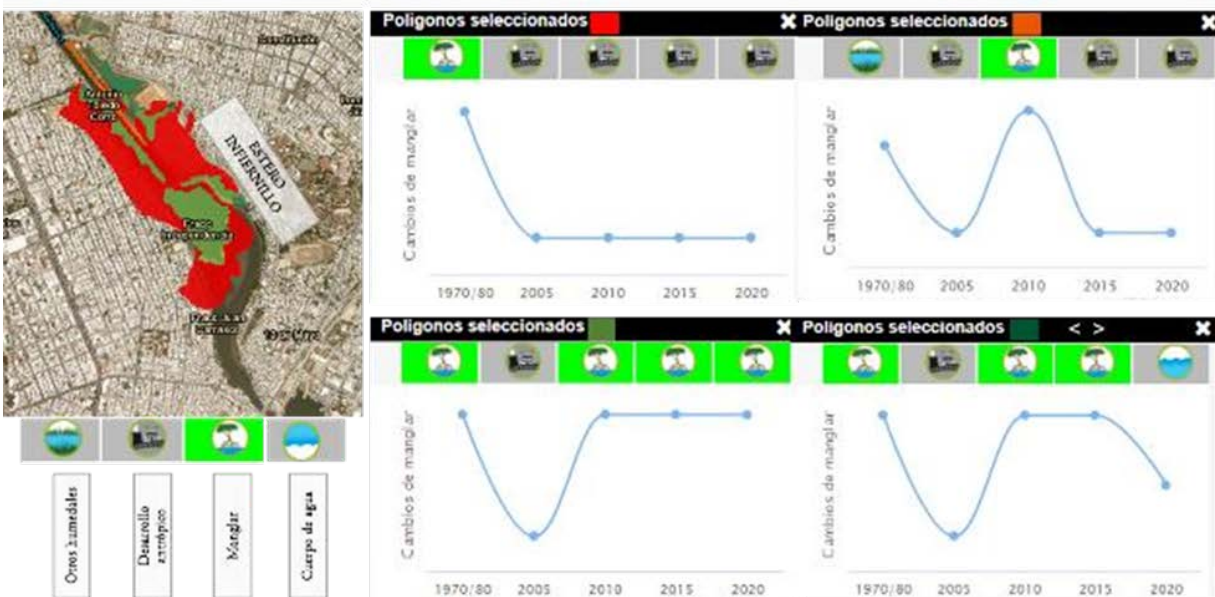 ESTERO
INFIERNILLO
Otros humedales
Desarrollo
antrópico
Manglar
Cuerpo de agua
Poligonos seleccionados
Cambios de manglar
1970/80 2005 2010 2015 2020
Poligonos seleccionados
Cambios de manglar
1970/80 2005 2010 2015 2020
Poligonos seleccionados
Cambios de manglar
1970/80 2005 2010 2015 2020
Poligonos seleccionados < >
Cambios de manglar
1970/80 2005 2010 2015 2020